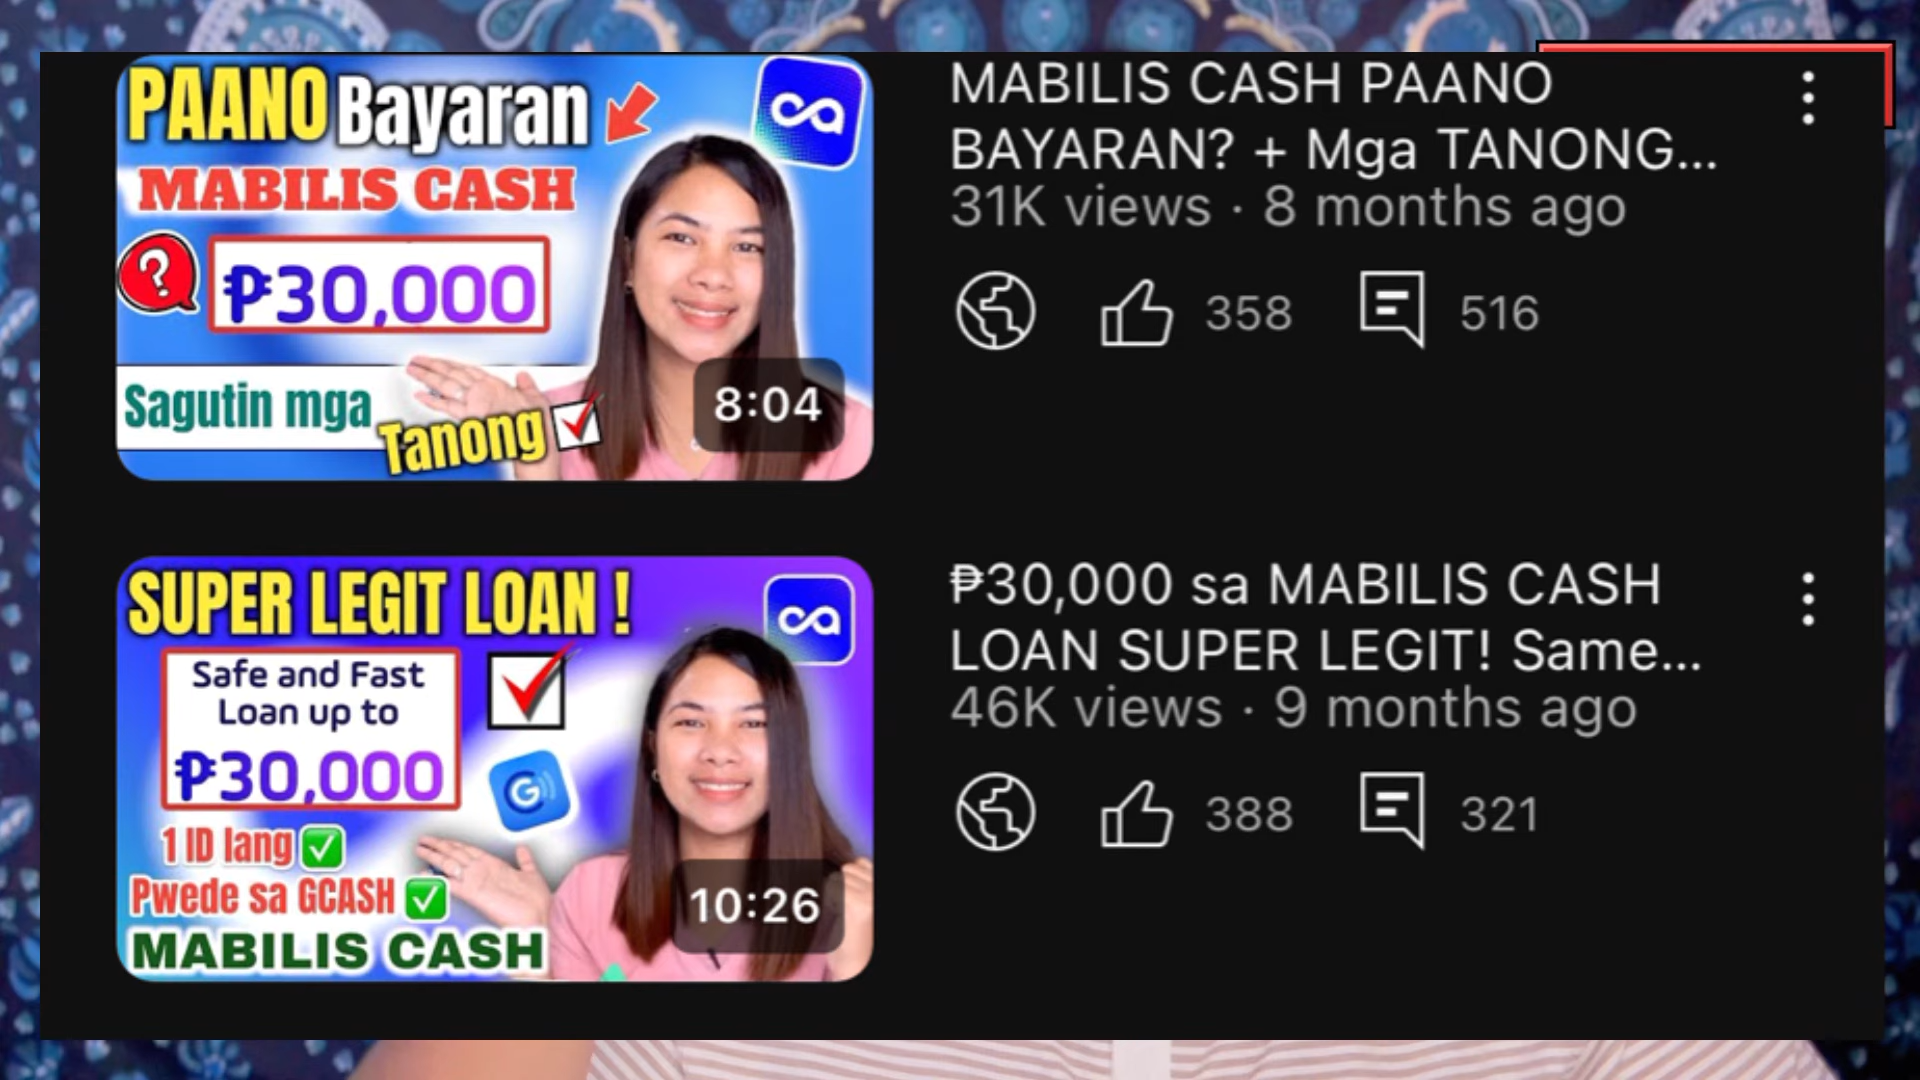 PAANO Bayaran
MABILIS CASH
?
₱30,000
Sagutin mga
Tanong
8:04
MABILIS CASH PAANO
BAYARAN? + Mga TANONG...
31K views · 8 months ago
358
516
SUPER LEGIT LOAN !
Safe and Fast
Loan up to
₱30,000
G
1 ID lang
Pwede sa GCASH
MABILIS CASH
10:26
₱30,000 sa MABILIS CASH
LOAN SUPER LEGIT! Same...
46K views · 9 months ago
388
321